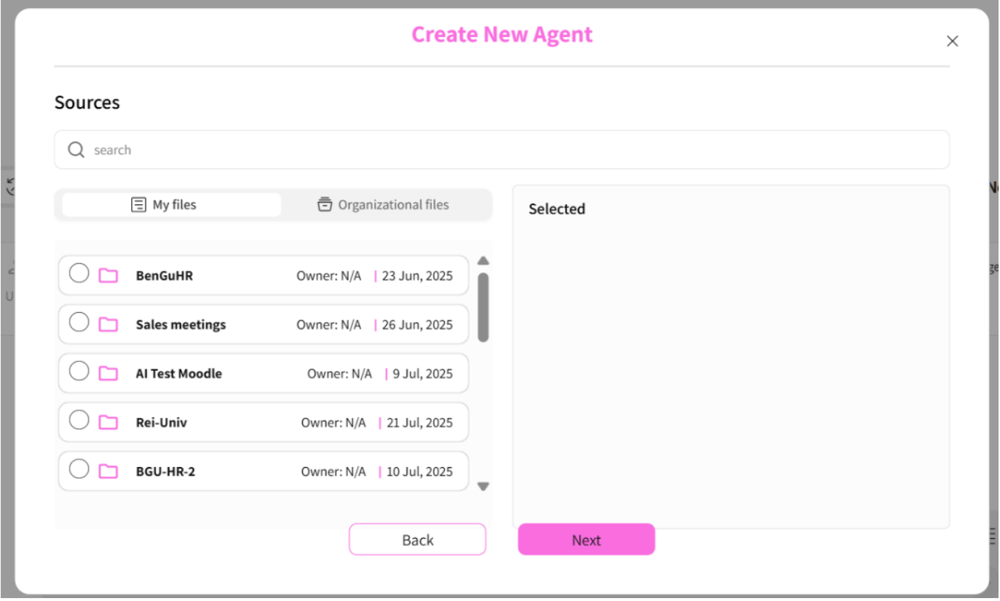 Create New Agent
Sources
search
My files
Organizational files
Selected
BenGuHR Owner: N/A | 23 Jun, 2025
Sales meetings Owner: N/A | 26 Jun, 2025
AI Test Moodle Owner: N/A | 9 Jul, 2025
Rei-Univ Owner: N/A | 21 Jul, 2025
BGU-HR-2 Owner: N/A | 10 Jul, 2025
Back
Next